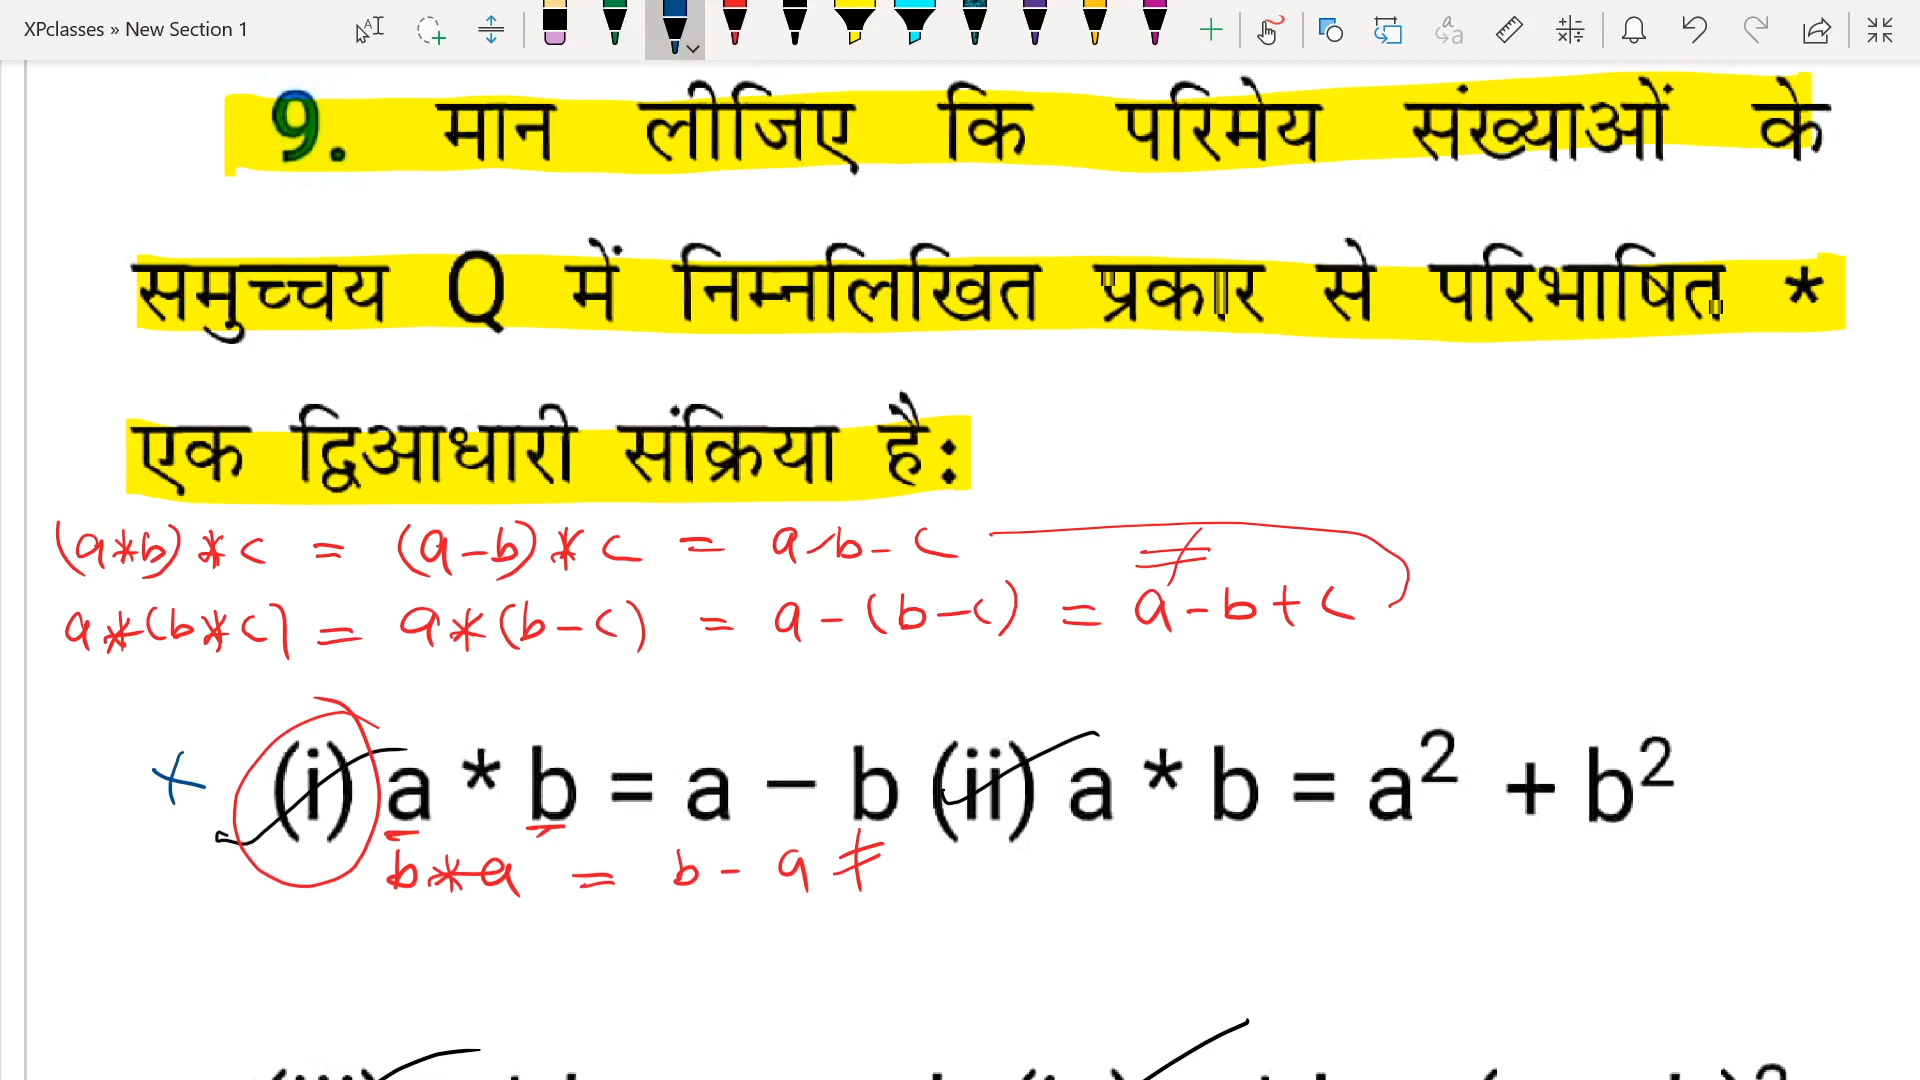 XPclasses » New Section 1
9. मान लीजिए कि परिमेय संख्याओं के
समुच्चय Q में निम्नलिखित प्रकार से परिभाषित *
एक द्विआधारी संक्रिया है:
(a*b)*c = (a-b)*c = a-b-c ≠
a*(b*c) = a*(b-c) = a-(b-c) = a-b+c
(i) a * b = a − b (ii) a * b = a² + b²
b*a = b-a ≠